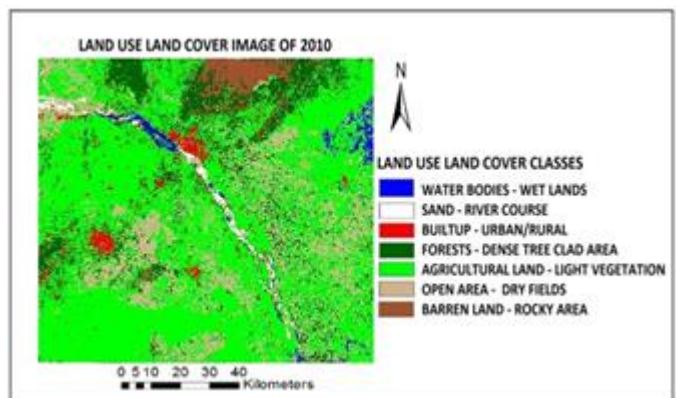 LAND USE LAND COVER IMAGE OF 2010
N
LAND USE LAND COVER CLASSES
WATER BODIES - WET LANDS
SAND - RIVER COURSE
BUILTUP - URBAN/RURAL
FORESTS - DENSE TREE CLAD AREA
AGRICULTURAL LAND - LIGHT VEGETATION
OPEN AREA - DRY FIELDS
BARREN LAND - ROCKY AREA
0 5 10 20 30 40
Kilometers